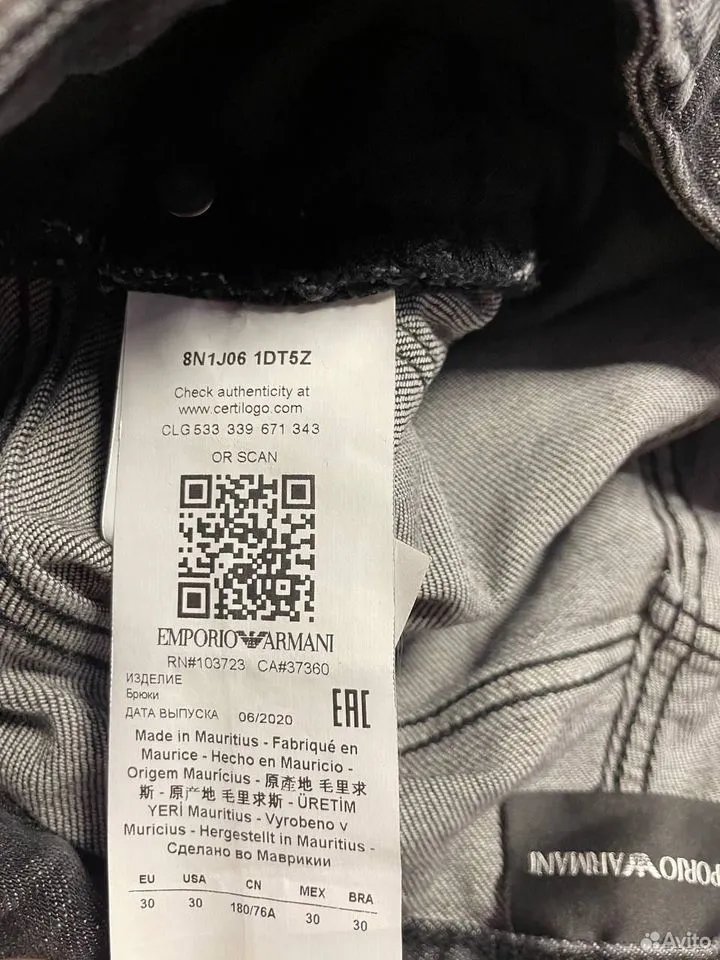 8N1J06 1DT5Z
Check authenticity at
www.certilogo.com
CLG 533 339 671 343
OR SCAN
EMPORIO ARMANI
RN#103723 CA#37360
ИЗДЕЛИЕ
Брюки
ДАТА ВЫПУСКА 06/2020
EAC
Made in Mauritius - Fabriqué en
Maurice - Hecho en Mauricio -
Origem Maurícius - 原產地 毛里求
斯 - 原产地 毛里求斯 - ÜRETİM
YERİ Mauritius - Vyrobeno v
Muricius - Hergestellt in Mauritius -
Сделано во Маврикии
EU USA CN MEX BRA
30 30 180/76A 30 30
EMPORIO ARMANI
Avito